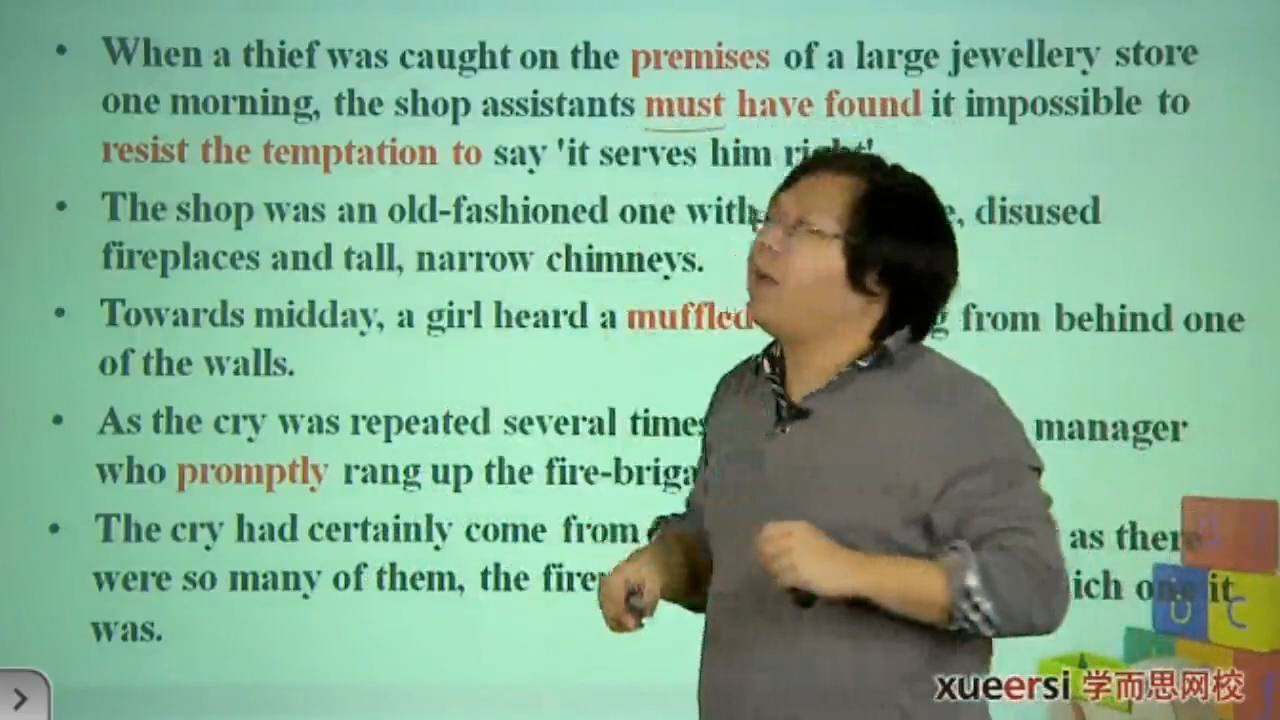 • When a thief was caught on the premises of a large jewellery store
one morning, the shop assistants must have found it impossible to
resist the temptation to say 'it serves him right'
• The shop was an old-fashioned one with disused
fireplaces and tall, narrow chimneys.
• Towards midday, a girl heard a muffled from behind one
of the walls.
• As the cry was repeated several times manager
who promptly rang up the
• The cry had certainly come from as there
were so many of them, the one it
was.
xueersi 学而思网校